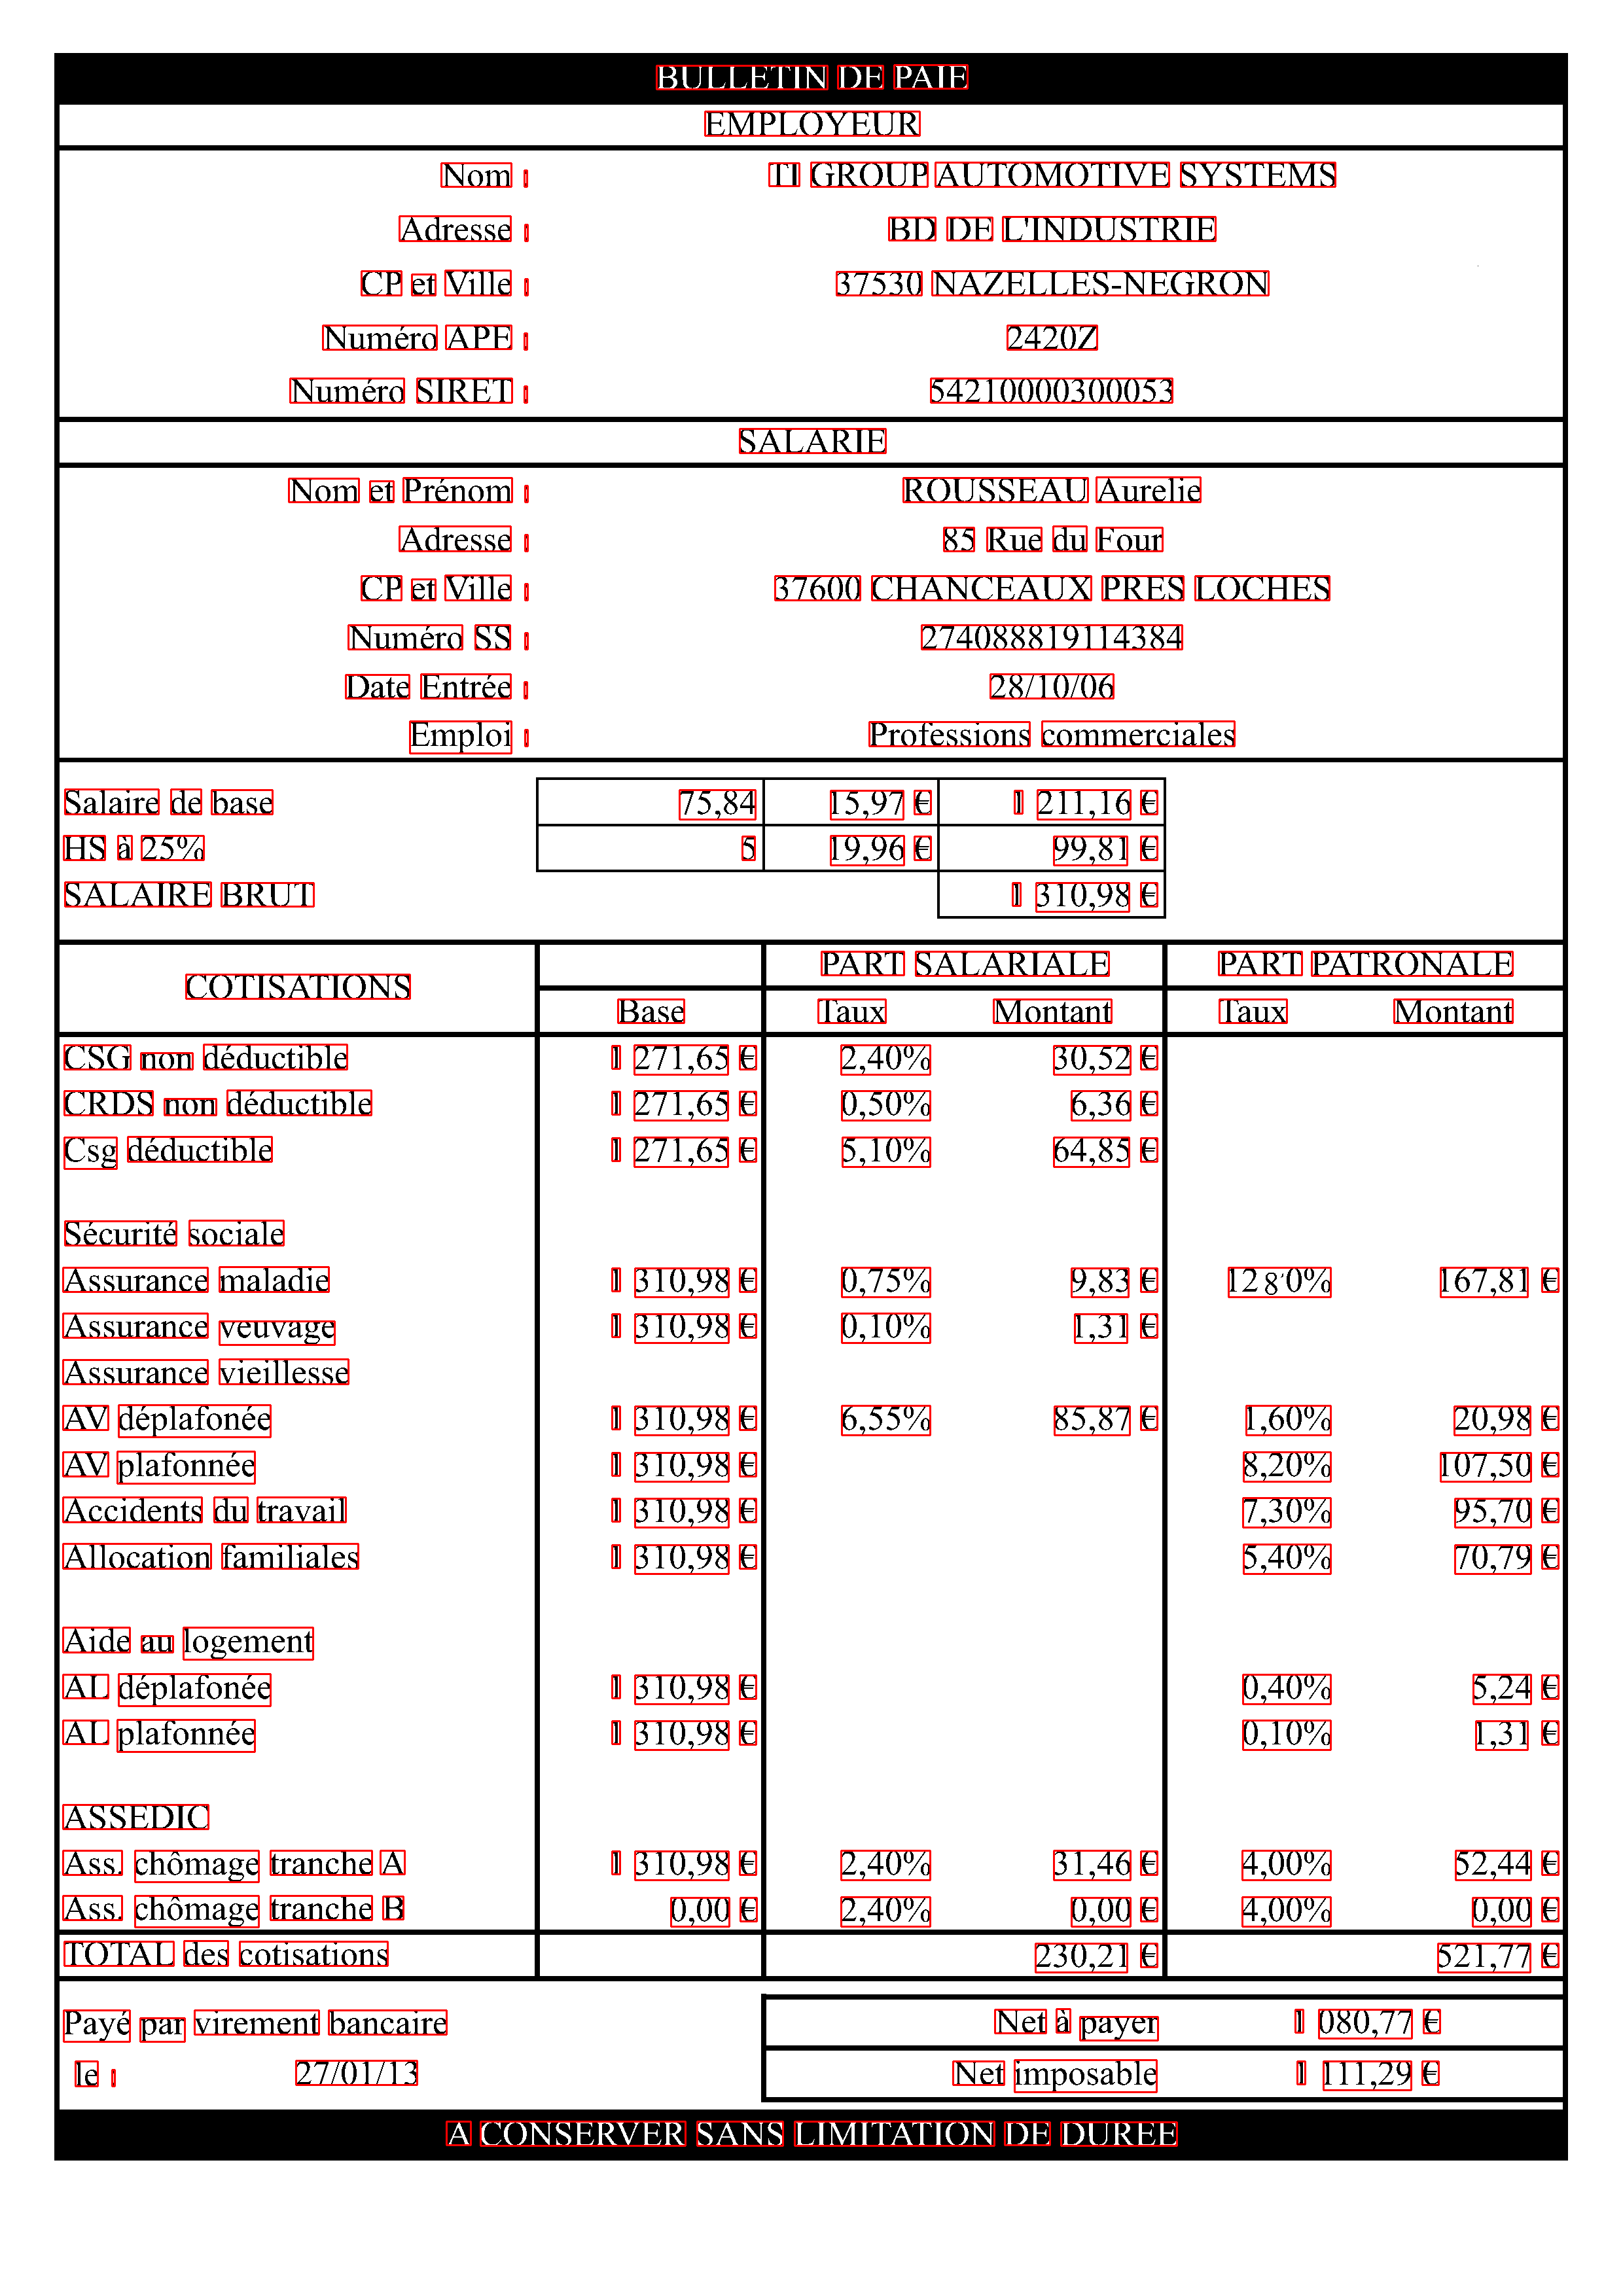 BULLETIN DE PAIE
EMPLOYEUR
Nom : TI GROUP AUTOMOTIVE SYSTEMS
Adresse : BD DE L'INDUSTRIE
CP et Ville : 37530 NAZELLES-NEGRON
Numéro APE : 2420Z
Numéro SIRET : 54210000300053
SALARIE
Nom et Prénom : ROUSSEAU Aurelie
Adresse : 85 Rue du Four
CP et Ville : 37600 CHANCEAUX PRES LOCHES
Numéro SS : 274088819114384
Date Entrée : 28/10/06
Emploi : Professions commerciales
Salaire de base 75,84 15,97 € 1 211,16 €
HS à 25% 5 19,96 € 99,81 €
SALAIRE BRUT 1 310,98 €
PART SALARIALE PART PATRONALE
COTISATIONS
Base Taux Montant Taux Montant
CSG non déductible 1 271,65 € 2,40% 30,52 €
CRDS non déductible 1 271,65 € 0,50% 6,36 €
Csg déductible 1 271,65 € 5,10% 64,85 €
Sécurité sociale
Assurance maladie 1 310,98 € 0,75% 9,83 € 128'0% 167,81 €
Assurance veuvage 1 310,98 € 0,10% 1,31 €
Assurance vieillesse
AV déplafonée 1 310,98 € 6,55% 85,87 € 1,60% 20,98 €
AV plafonnée 1 310,98 € 8,20% 107,50 €
Accidents du travail 1 310,98 € 7,30% 95,70 €
Allocation familiales 1 310,98 € 5,40% 70,79 €
Aide au logement
AL déplafonée 1 310,98 € 0,40% 5,24 €
AL plafonnée 1 310,98 € 0,10% 1,31 €
ASSEDIC
Ass. chômage tranche A 1 310,98 € 2,40% 31,46 € 4,00% 52,44 €
Ass. chômage tranche B 0,00 € 2,40% 0,00 € 4,00% 0,00 €
TOTAL des cotisations 230,21 € 521,77 €
Payé par virement bancaire Net à payer 1 080,77 €
le : 27/01/13 Net imposable 1 111,29 €
A CONSERVER SANS LIMITATION DE DUREE